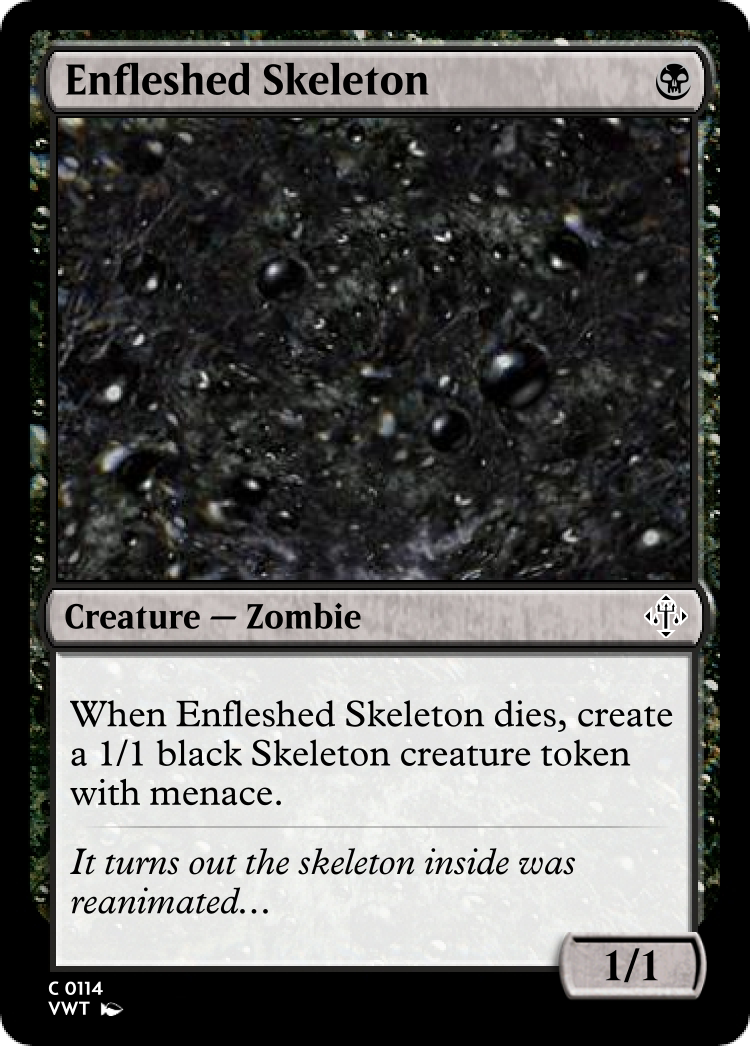 Enfleshed Skeleton
Creature — Zombie
When Enfleshed Skeleton dies, create
a 1/1 black Skeleton creature token
with menace.
It turns out the skeleton inside was
reanimated…
1/1
C 0114
VWT